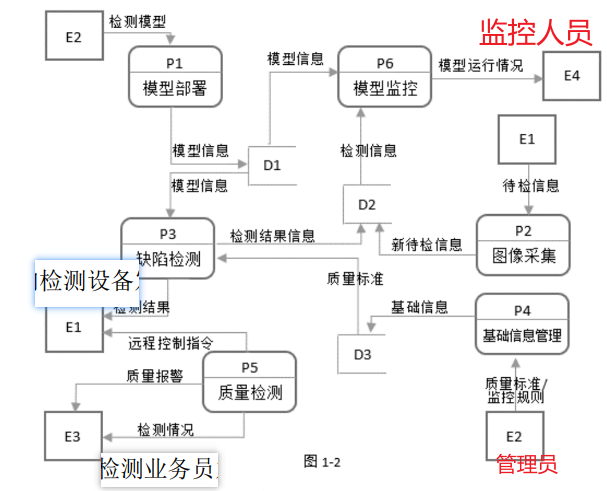 检测模型
E2
P1
模型部署
模型信息
D1
模型信息
模型信息
P6
模型监控
模型运行情况
监控人员
E4
E1
待检信息
P2
图像采集
新待检信息
D2
检测信息
P3
缺陷检测
检测结果信息
检测设备
检测结果
E1
远程控制指令
质量标准
D3
基础信息
P4
基础信息管理
质量标准/
监控规则
E2
管理员
P5
质量检测
质量报警
检测情况
E3
检测业务员
图 1-2